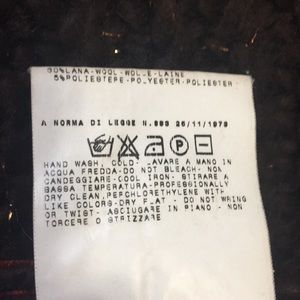 LANA-WOOL-WOLLE-LAINE
5%POLIESTERE-POLYESTER-POLIESTER
A NORMA DI LEGGE N.883 26/11/1973
P
HAND WASH, COLD- LAVARE A MANO IN
ACQUA FREDDA-DO NOT BLEACH- NON
CANDEGGIARE-COOL IRON- STIRARE A
BASSA TEMPERATURA-PROFESSIONALLY
DRY CLEAN,PERCHLORETHYLENE WITH
LIKE COLORS-DRY FLAT - DO NOT WRING
OR TWIST- ASCIUGARE IN PIANO - NON
TORCERE O STRIZZARE